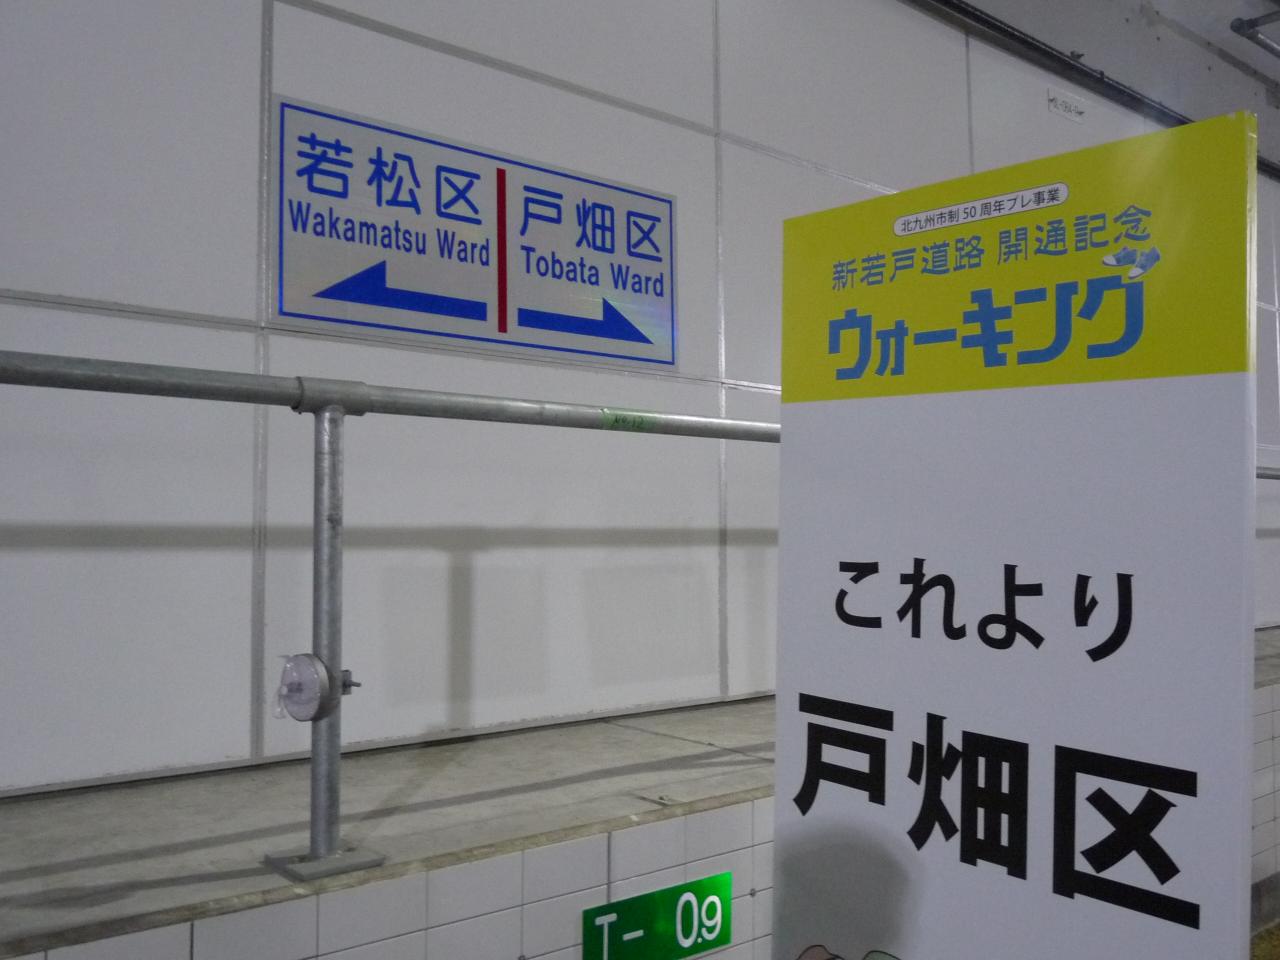 若松区
Wakamatsu Ward
戸畑区
Tobata Ward
北九州市制50周年プレ事業
新若戸道路 開通記念
ウォーキング
これより
戸畑区
No.12
T- 0.9